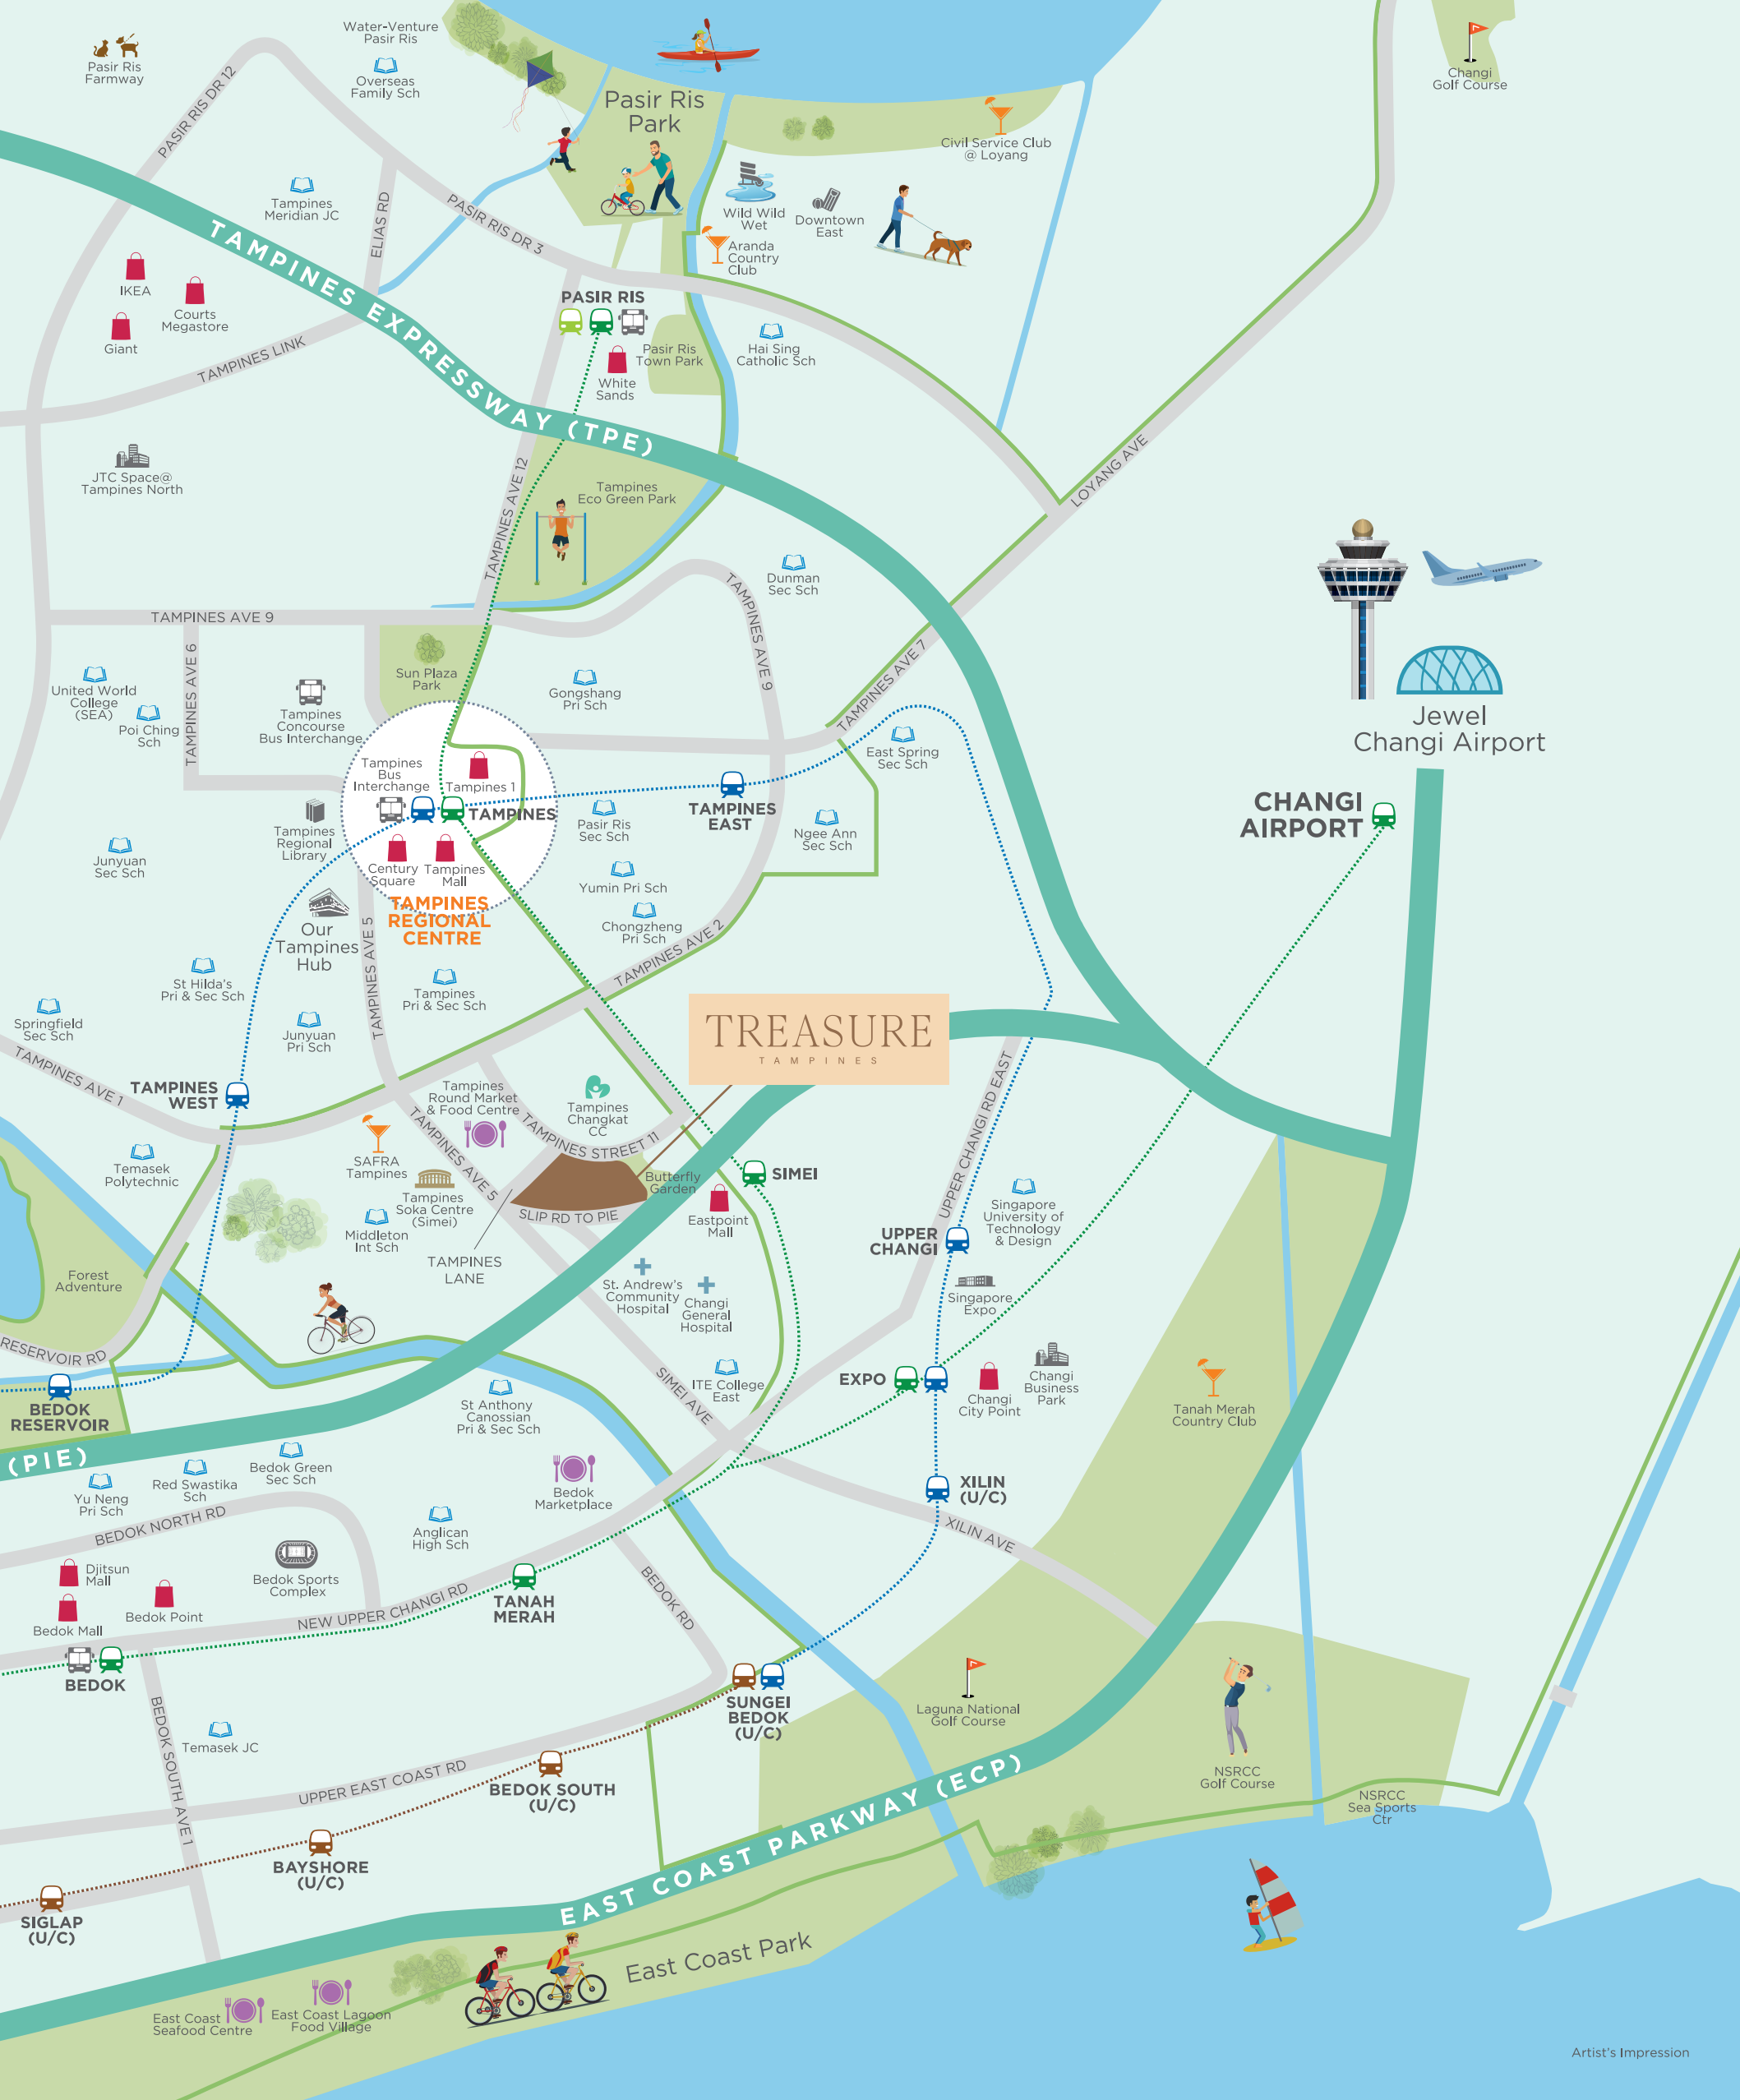 Pasir Ris
Farmway
Water-Venture
Pasir Ris
Overseas
Family Sch
PASIR RIS DR 12
Pasir Ris
Park
Civil Service Club
@ Loyang
Changi
Golf Course
Tampines
Meridian JC
ELIAS RD
PASIR RIS DR 3
Wild Wild
Wet
Downtown
East
Aranda
Country
Club
TAMPINES EXPRESSWAY (TPE)
IKEA
Courts
Megastore
Giant
TAMPINES LINK
PASIR RIS
Pasir Ris
Town Park
White
Sands
Hai Sing
Catholic Sch
JTC Space@
Tampines North
TAMPINES AVE 12
Tampines
Eco Green Park
LOYANG AVE
Dunman
Sec Sch
TAMPINES AVE 9
TAMPINES AVE 9
TAMPINES AVE 6
Sun Plaza
Park
United World
College
(SEA)
Poi Ching
Sch
Tampines
Concourse
Bus Interchange
Gongshang
Pri Sch
TAMPINES AVE 7
East Spring
Sec Sch
Jewel
Changi Airport
CHANGI
AIRPORT
Tampines
Bus
Interchange
Tampines 1
TAMPINES
Century
Square
Tampines
Mall
TAMPINES
REGIONAL
CENTRE
TAMPINES
EAST
Pasir Ris
Sec Sch
Ngee Ann
Sec Sch
Tampines
Regional
Library
Junyuan
Sec Sch
Yumin Pri Sch
Chongzheng
Pri Sch
Our
Tampines
Hub
TAMPINES AVE 5
TAMPINES AVE 2
St Hilda's
Pri & Sec Sch
Tampines
Pri & Sec Sch
Springfield
Sec Sch
Junyuan
Pri Sch
TREASURE
TAMPINES
TAMPINES AVE 1
TAMPINES
WEST
Tampines
Round Market
& Food Centre
Tampines
Changkat
CC
TAMPINES STREET 11
TAMPINES AVE 5
UPPER CHANGI RD EAST
Temasek
Polytechnic
SAFRA
Tampines
Tampines
Soka Centre
(Simei)
Middleton
Int Sch
SLIP RD TO PIE
TAMPINES
LANE
Butterfly
Garden
SIMEI
Eastpoint
Mall
Singapore
University of
Technology
& Design
UPPER
CHANGI
Forest
Adventure
St. Andrew's
Community
Hospital
Changi
General
Hospital
Singapore
Expo
RESERVOIR RD
BEDOK
RESERVOIR
SIMEI AVE
ITE College
East
EXPO
Changi
City Point
Changi
Business
Park
Tanah Merah
Country Club
St Anthony
Canossian
Pri & Sec Sch
(PIE)
Bedok Green
Sec Sch
Red Swastika
Sch
Yu Neng
Pri Sch
Bedok
Marketplace
XILIN
(U/C)
XILIN AVE
BEDOK NORTH RD
Anglican
High Sch
Djitsun
Mall
Bedok Mall
Bedok Point
Bedok Sports
Complex
NEW UPPER CHANGI RD
TANAH
MERAH
BEDOK RD
BEDOK
SUNGEI
BEDOK
(U/C)
Laguna National
Golf Course
Temasek JC
BEDOK SOUTH AVE 1
UPPER EAST COAST RD
BEDOK SOUTH
(U/C)
NSRCC
Golf Course
NSRCC
Sea Sports
Ctr
BAYSHORE
(U/C)
SIGLAP
(U/C)
EAST COAST PARKWAY (ECP)
East Coast Park
East Coast
Seafood Centre
East Coast Lagoon
Food Village
Artist's Impression